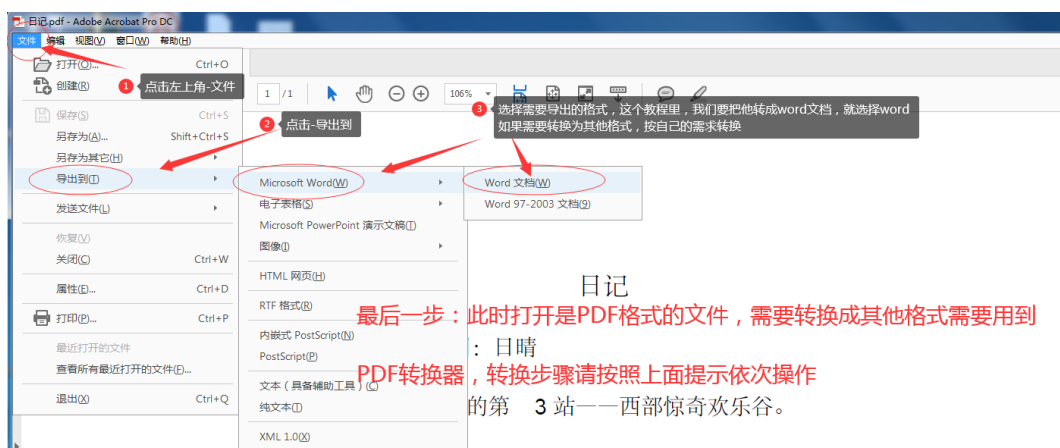 日记.pdf - Adobe Acrobat Pro DC
文件 编辑 视图(V) 窗口(W) 帮助(H)
打开(O)... Ctrl+O
创建(R)
1 点击左上角-文件
1 /1 106%
保存(S) Ctrl+S
3 选择需要导出的格式，这个教程里，我们要把他转成word文档，就选择word
如果需要转换为其他格式，按自己的需求转换
2 点击-导出到
另存为(A)... Shift+Ctrl+S
另存为其它(H)
导出到(T)
Microsoft Word(W)
Word 文档(W)
电子表格(S)
Word 97-2003 文档(9)
发送文件(L)
Microsoft PowerPoint 演示文稿(T)
恢复(V)
图像(I)
关闭(C) Ctrl+W
HTML 网页(H)
属性(E)... Ctrl+D
日记
RTF 格式(R)
打印(P)... Ctrl+P
最后一步：此时打开是PDF格式的文件，需要转换成其他格式需要用到
内嵌式 PostScript(N)
最近打开的文件
PostScript(P)
: 日晴
查看所有最近打开的文件(F)...
PDF转换器，转换步骤请按照上面提示依次操作
文本（具备辅助工具）(C)
退出(X) Ctrl+Q
纯文本(T)
的第 3 站——西部惊奇欢乐谷。
XML 1.0(X)